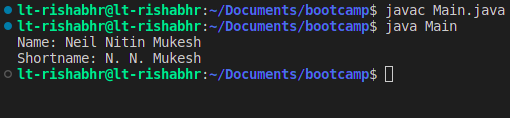 lt-rishabhr@lt-rishabhr:~/Documents/bootcamp$ javac Main.java
lt-rishabhr@lt-rishabhr:~/Documents/bootcamp$ java Main
Name: Neil Nitin Mukesh
Shortname: N. N. Mukesh
lt-rishabhr@lt-rishabhr:~/Documents/bootcamp$